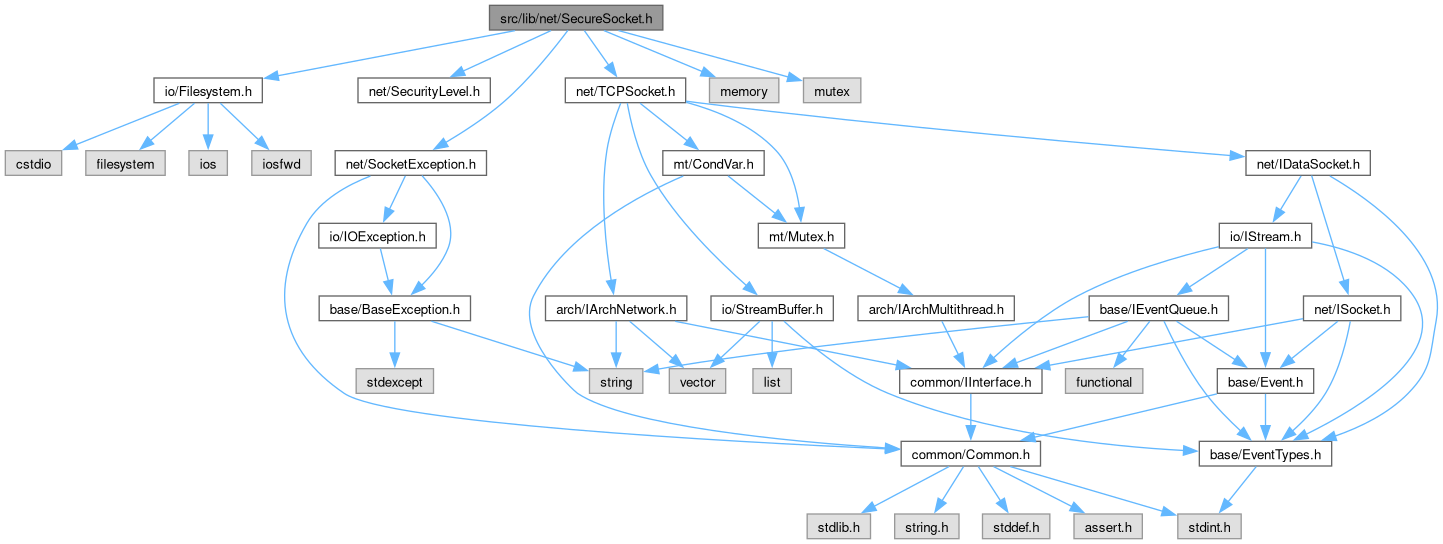 src/lib/net/SecureSocket.h
io/Filesystem.h
net/SecurityLevel.h
net/TCPSocket.h
memory
mutex
cstdio
filesystem
ios
iosfwd
net/SocketException.h
mt/CondVar.h
net/IDataSocket.h
io/IOException.h
mt/Mutex.h
io/IStream.h
base/BaseException.h
arch/IArchNetwork.h
io/StreamBuffer.h
arch/IArchMultithread.h
base/IEventQueue.h
net/ISocket.h
stdexcept
string
vector
list
common/IInterface.h
functional
base/Event.h
common/Common.h
base/EventTypes.h
stdlib.h
string.h
stddef.h
assert.h
stdint.h